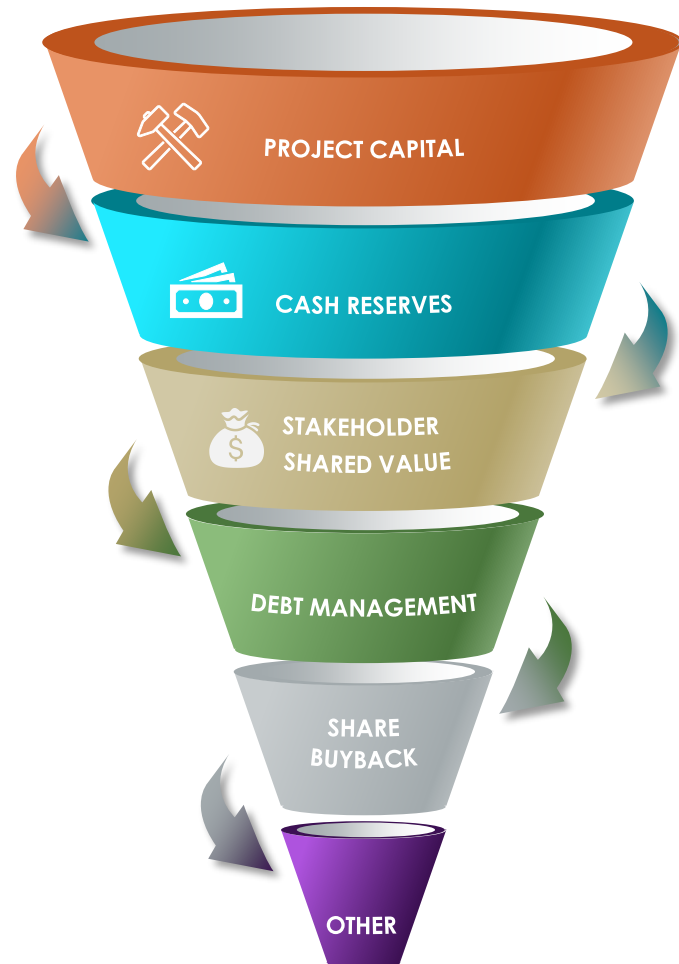 PROJECT CAPITAL
CASH RESERVES
STAKEHOLDER
SHARED VALUE
DEBT MANAGEMENT
SHARE
BUYBACK
OTHER